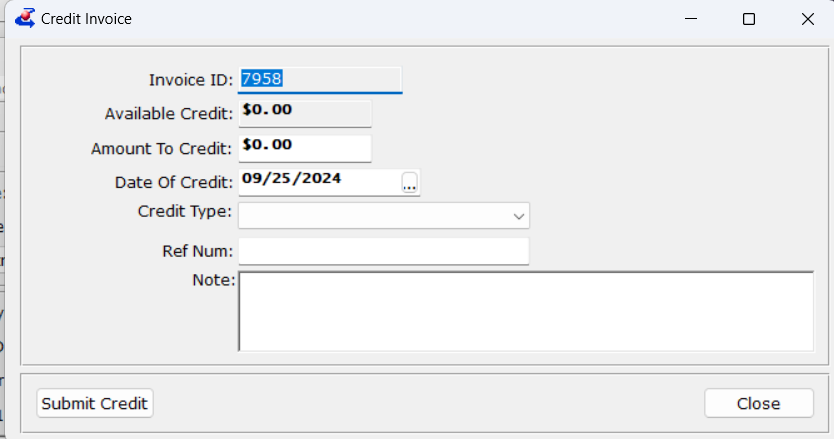 Credit Invoice
Invoice ID: 7958
Available Credit: $0.00
Amount To Credit: $0.00
Date Of Credit: 09/25/2024 ...
Credit Type:
Ref Num:
Note:
Submit Credit Close